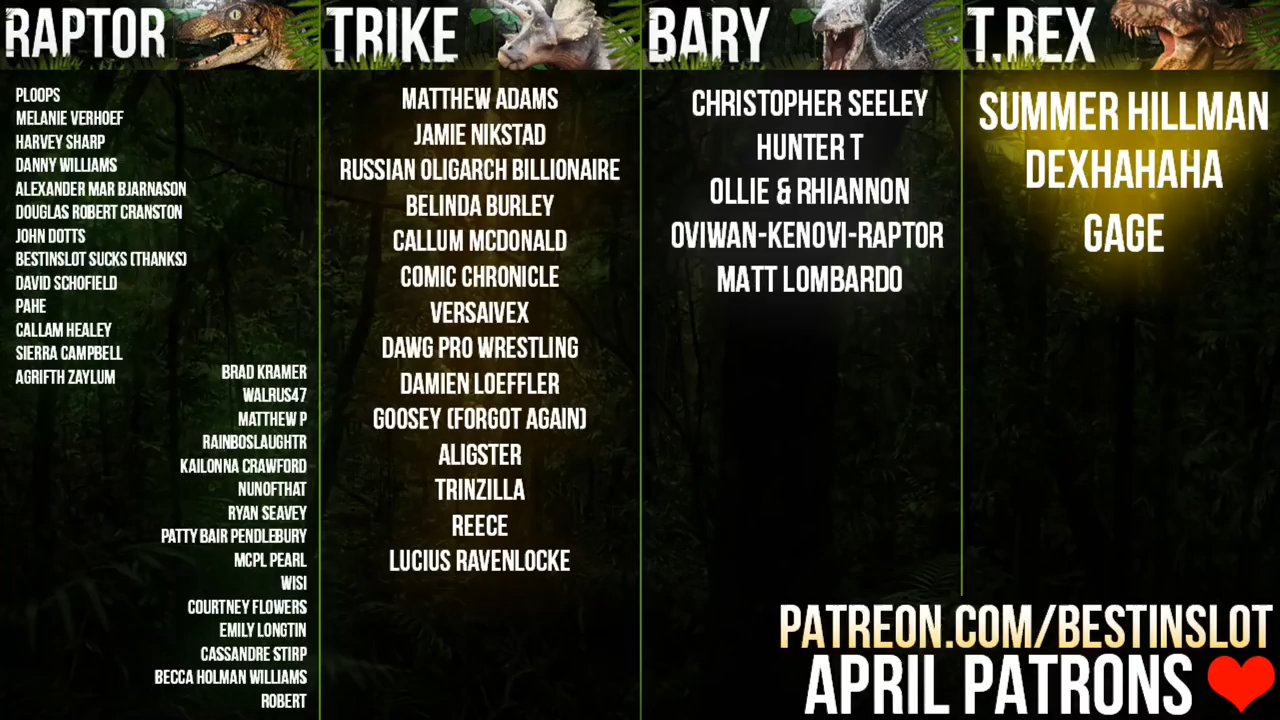 RAPTOR
PLOOPS
MELANIE VERHOEF
HARVEY SHARP
DANNY WILLIAMS
ALEXANDER MAR BJARNASON
DOUGLAS ROBERT CRANSTON
JOHN DOTTS
BESTINSLOT SUCKS (THANKS)
DAVID SCHOFIELD
PAHE
CALLAM HEALEY
SIERRA CAMPBELL
AGRIFTH ZAYLUM
BRAD KRAMER
WALRUS47
MATTHEW P
RAINBOSLAUGHTR
KAILONNA CRAWFORD
NUNOFTHAT
RYAN SEAVEY
PATTY BAIR PENDLEBURY
MCPL PEARL
WISI
COURTNEY FLOWERS
EMILY LONGTIN
CASSANDRE STIRP
BECCA HOLMAN WILLIAMS
ROBERT
TRIKE
MATTHEW ADAMS
JAMIE NIKSTAD
RUSSIAN OLIGARCH BILLIONAIRE
BELINDA BURLEY
CALLUM MCDONALD
COMIC CHRONICLE
VERSAIVEX
DAWG PRO WRESTLING
DAMIEN LOEFFLER
GOOSEY (FORGOT AGAIN)
ALIGSTER
TRINZILLA
REECE
LUCIUS RAVENLOCKE
BARY
CHRISTOPHER SEELEY
HUNTER T
OLLIE & RHIANNON
OVIWAN-KENOVI-RAPTOR
MATT LOMBARDO
T.REX
SUMMER HILLMAN
DEXHAHAHA
GAGE
PATREON.COM/BESTINSLOT
APRIL PATRONS